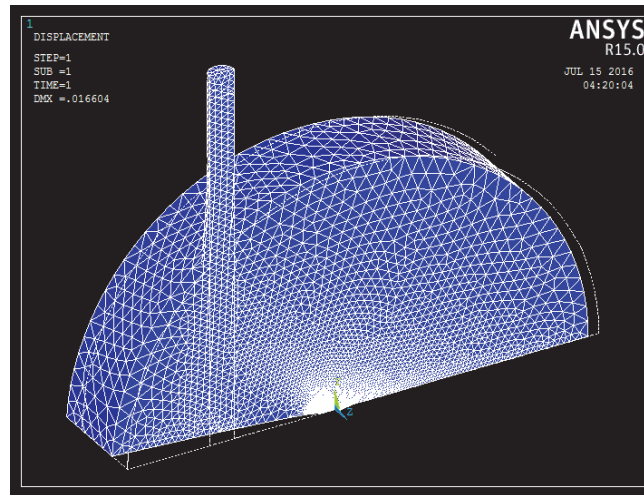 1
DISPLACEMENT
STEP=1
SUB =1
TIME=1
DMX =.016604
ANSYS
R15.0
JUL 15 2016
04:20:04
Z